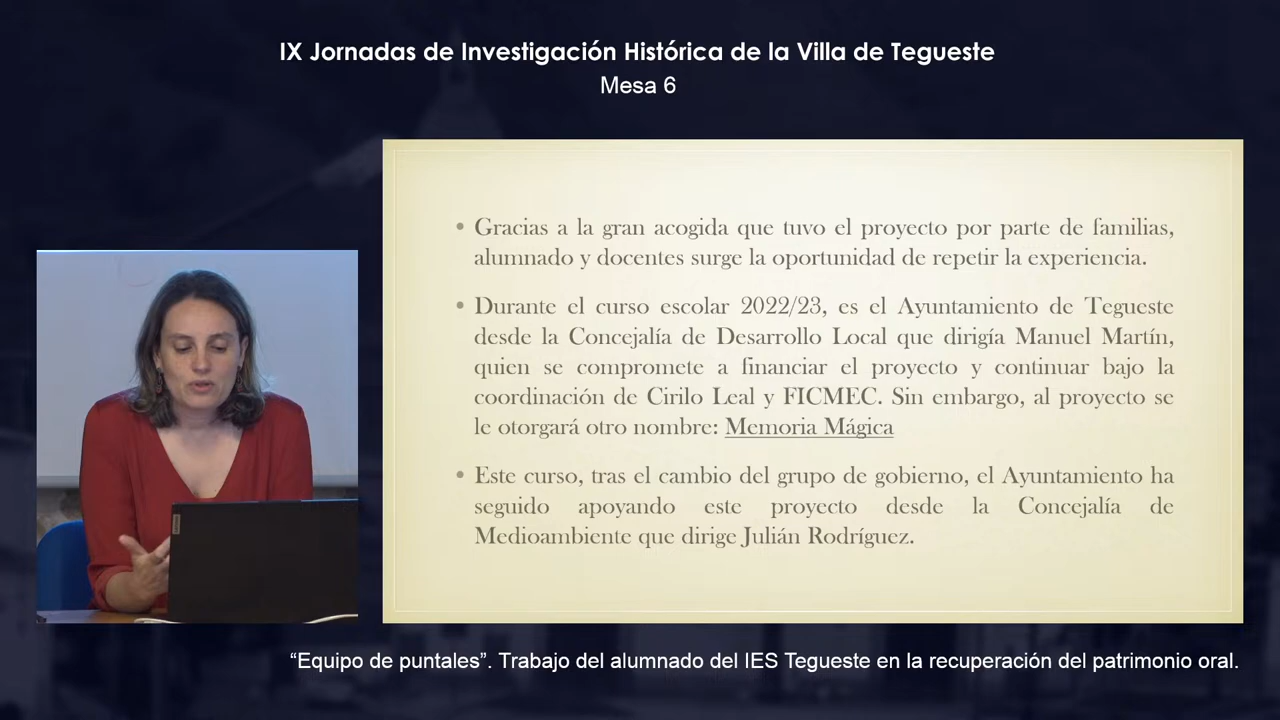 IX Jornadas de Investigación Histórica de la Villa de Tegueste
Mesa 6
• Gracias a la gran acogida que tuvo el proyecto por parte de familias,
alumnado y docentes surge la oportunidad de repetir la experiencia.
• Durante el curso escolar 2022/23, es el Ayuntamiento de Tegueste
desde la Concejalía de Desarrollo Local que dirigía Manuel Martín,
quien se compromete a financiar el proyecto y continuar bajo la
coordinación de Cirilo Leal y FICMEC. Sin embargo, al proyecto se
le otorgará otro nombre: Memoria Mágica
• Este curso, tras el cambio del grupo de gobierno, el Ayuntamiento ha
seguido apoyando este proyecto desde la Concejalía de
Medioambiente que dirige Julián Rodríguez.
Lenovo
“Equipo de puntales”. Trabajo del alumnado del IES Tegueste en la recuperación del patrimonio oral.